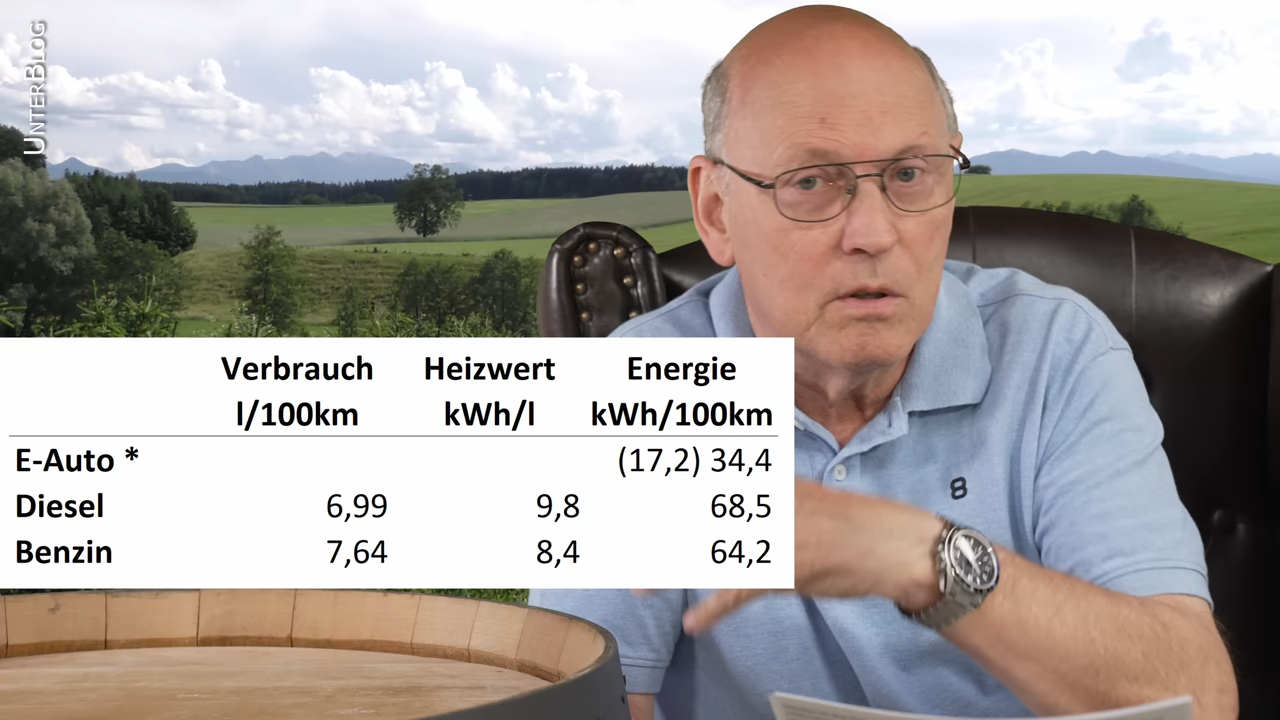 UNTERBLOG
Verbrauch Heizwert Energie
l/100km kWh/l kWh/100km
E-Auto * (17,2) 34,4
Diesel 6,99 9,8 68,5
Benzin 7,64 8,4 64,2
8